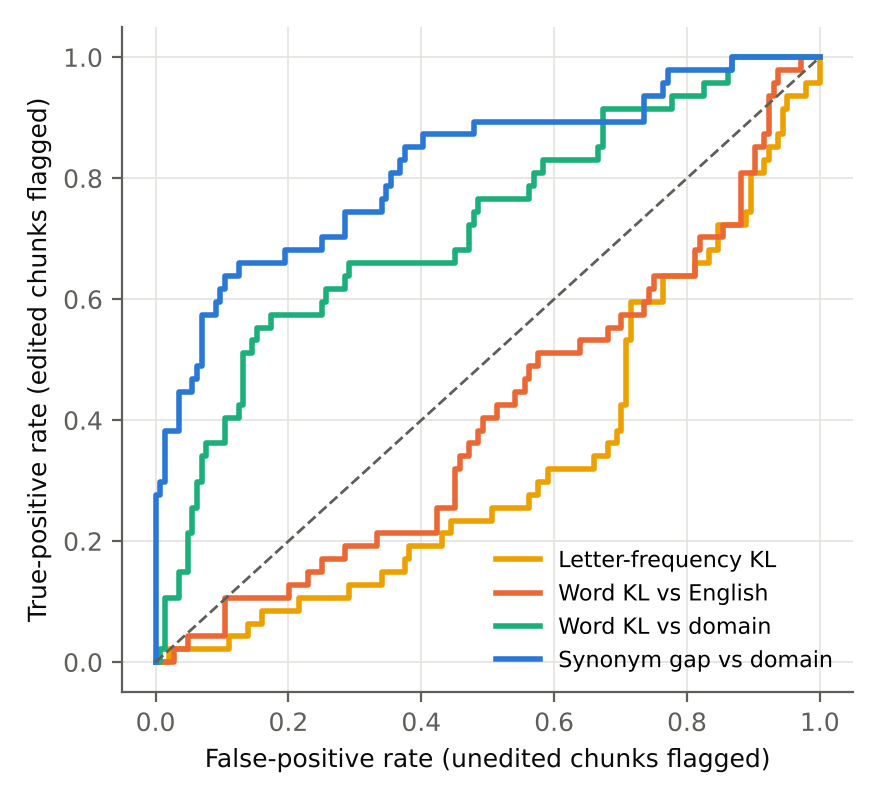 True-positive rate (edited chunks flagged)
1.0
0.8
0.6
0.4
0.2
0.0
Letter-frequency KL
Word KL vs English
Word KL vs domain
Synonym gap vs domain
0.0 0.2 0.4 0.6 0.8 1.0
False-positive rate (unedited chunks flagged)